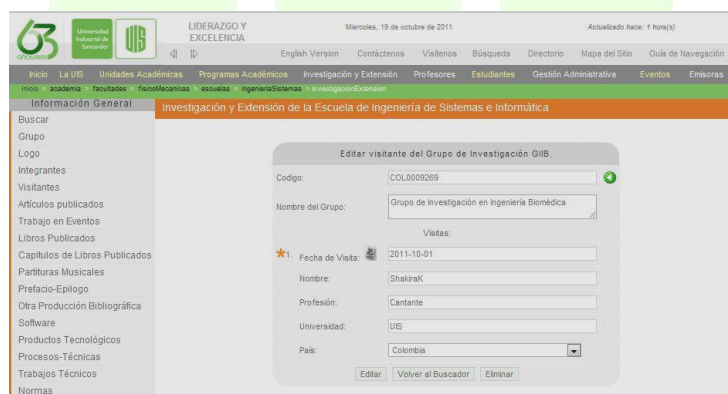 63
AÑOS
Universidad
Industrial de
Santander
UIS
LIDERAZGO Y
EXCELENCIA
Miercoles, 19 de octubre de 2011
Actualizado hace: 1 hora(s)
English Version Contáctenos Visítenos Búsqueda Directorio Mapa del Sitio Guía de Navegación
Inicio La UIS Unidades Académicas Programas Académicos Investigación y Extensión Profesores Estudiantes Gestión Administrativa Eventos Emisoras
Inicio > academia > facultades > fisicoMecanicas > escuelas > ingenieriaSistemas > investigacionExtension
Información General
Investigación y Extensión de la Escuela de Ingeniería de Sistemas e Informática
Buscar
Grupo
Logo
Integrantes
Visitantes
Artículos publicados
Trabajo en Eventos
Libros Publicados
Capitulos de Libros Publicados
Partituras Musicales
Prefacio-Epilogo
Otra Producción Bibliográfica
Software
Productos Tecnológicos
Procesos-Técnicas
Trabajos Técnicos
Normas
Editar visitante del Grupo de Investigación GIIB.
Codigo: COL0009269
Nombre del Grupo: Grupo de Investigación en Ingeniería Biomédica
Visitas:
*1. Fecha de Visita: 2011-10-01
Nombre: ShakiraK
Profesión: Cantante
Universidad: UIS
País: Colombia
Editar Volver al Buscador Eliminar